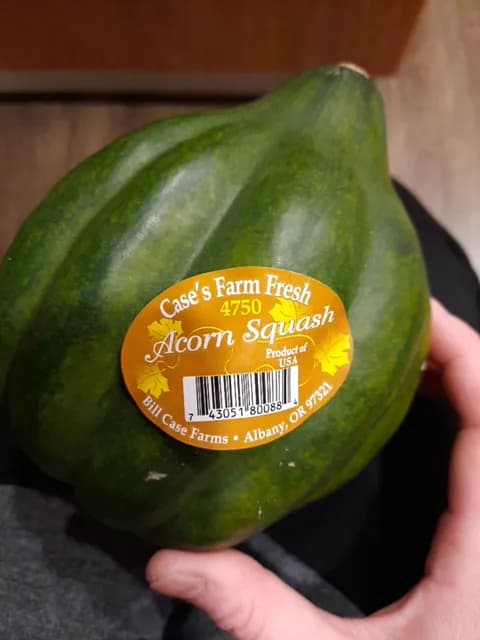 Case's Farm Fresh
4750
Acorn Squash
Product of
USA
7 43051 80088 4
Bill Case Farms • Albany, OR 97321